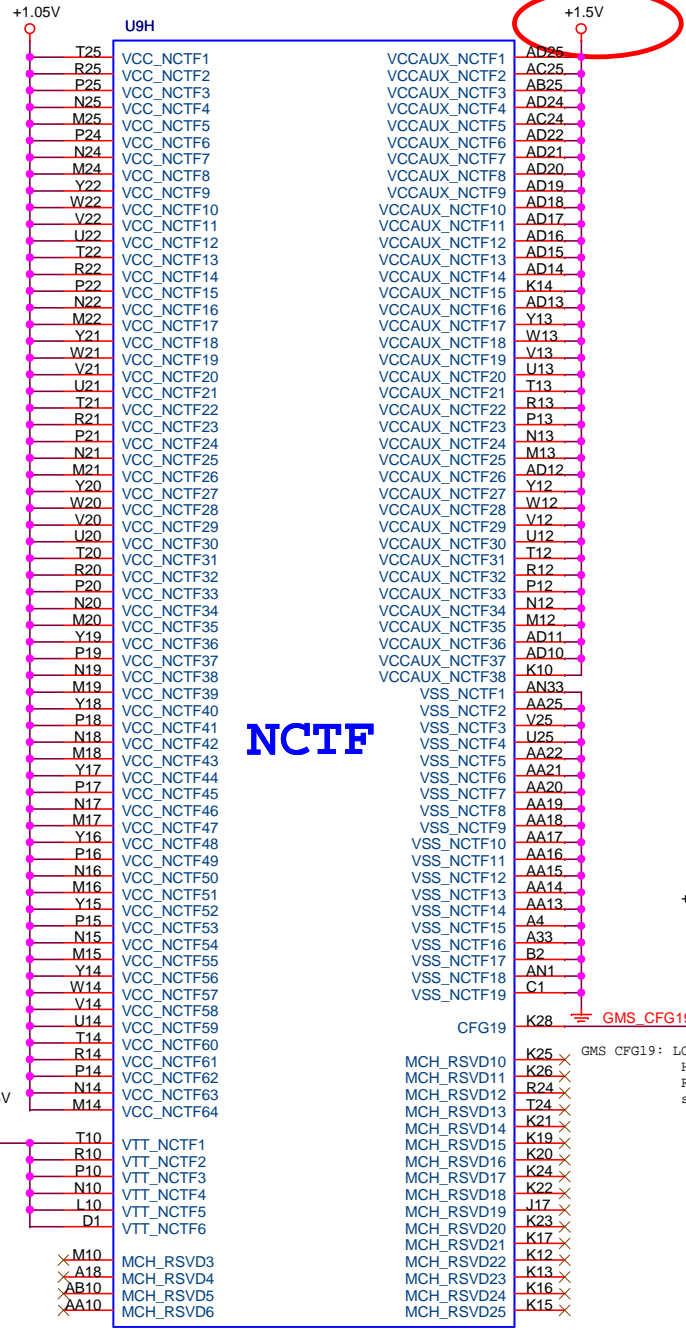 +1.05V
U9H
+1.5V
T25 VCC_NCTF1
R25 VCC_NCTF2
P25 VCC_NCTF3
N25 VCC_NCTF4
M25 VCC_NCTF5
P24 VCC_NCTF6
N24 VCC_NCTF7
M24 VCC_NCTF8
Y22 VCC_NCTF9
W22 VCC_NCTF10
V22 VCC_NCTF11
U22 VCC_NCTF12
T22 VCC_NCTF13
R22 VCC_NCTF14
P22 VCC_NCTF15
N22 VCC_NCTF16
M22 VCC_NCTF17
Y21 VCC_NCTF18
W21 VCC_NCTF19
V21 VCC_NCTF20
U21 VCC_NCTF21
T21 VCC_NCTF22
R21 VCC_NCTF23
P21 VCC_NCTF24
N21 VCC_NCTF25
M21 VCC_NCTF26
Y20 VCC_NCTF27
W20 VCC_NCTF28
V20 VCC_NCTF29
U20 VCC_NCTF30
T20 VCC_NCTF31
R20 VCC_NCTF32
P20 VCC_NCTF33
N20 VCC_NCTF34
M20 VCC_NCTF35
Y19 VCC_NCTF36
P19 VCC_NCTF37
N19 VCC_NCTF38
M19 VCC_NCTF39
Y18 VCC_NCTF40
P18 VCC_NCTF41
N18 VCC_NCTF42
M18 VCC_NCTF43
Y17 VCC_NCTF44
P17 VCC_NCTF45
N17 VCC_NCTF46
M17 VCC_NCTF47
Y16 VCC_NCTF48
P16 VCC_NCTF49
N16 VCC_NCTF50
M16 VCC_NCTF51
Y15 VCC_NCTF52
P15 VCC_NCTF53
N15 VCC_NCTF54
M15 VCC_NCTF55
Y14 VCC_NCTF56
W14 VCC_NCTF57
V14 VCC_NCTF58
U14 VCC_NCTF59
T14 VCC_NCTF60
R14 VCC_NCTF61
P14 VCC_NCTF62
N14 VCC_NCTF63
M14 VCC_NCTF64
V
T10 VTT_NCTF1
R10 VTT_NCTF2
P10 VTT_NCTF3
N10 VTT_NCTF4
L10 VTT_NCTF5
D1 VTT_NCTF6
M10 MCH_RSVD3
A18 MCH_RSVD4
AB10 MCH_RSVD5
AA10 MCH_RSVD6
NCTF
VCCAUX_NCTF1 AD25
VCCAUX_NCTF2 AC25
VCCAUX_NCTF3 AB25
VCCAUX_NCTF4 AD24
VCCAUX_NCTF5 AC24
VCCAUX_NCTF6 AD22
VCCAUX_NCTF7 AD21
VCCAUX_NCTF8 AD20
VCCAUX_NCTF9 AD19
VCCAUX_NCTF10 AD18
VCCAUX_NCTF11 AD17
VCCAUX_NCTF12 AD16
VCCAUX_NCTF13 AD15
VCCAUX_NCTF14 AD14
VCCAUX_NCTF15 K14
VCCAUX_NCTF16 AD13
VCCAUX_NCTF17 Y13
VCCAUX_NCTF18 W13
VCCAUX_NCTF19 V13
VCCAUX_NCTF20 U13
VCCAUX_NCTF21 T13
VCCAUX_NCTF22 R13
VCCAUX_NCTF23 P13
VCCAUX_NCTF24 N13
VCCAUX_NCTF25 M13
VCCAUX_NCTF26 AD12
VCCAUX_NCTF27 Y12
VCCAUX_NCTF28 W12
VCCAUX_NCTF29 V12
VCCAUX_NCTF30 U12
VCCAUX_NCTF31 T12
VCCAUX_NCTF32 R12
VCCAUX_NCTF33 P12
VCCAUX_NCTF34 N12
VCCAUX_NCTF35 M12
VCCAUX_NCTF36 AD11
VCCAUX_NCTF37 AD10
VCCAUX_NCTF38 K10
VSS_NCTF1 AN33
VSS_NCTF2 AA25
VSS_NCTF3 V25
VSS_NCTF4 U25
VSS_NCTF5 AA22
VSS_NCTF6 AA21
VSS_NCTF7 AA20
VSS_NCTF8 AA19
VSS_NCTF9 AA18
VSS_NCTF10 AA17
VSS_NCTF11 AA16
VSS_NCTF12 AA15
VSS_NCTF13 AA14
VSS_NCTF14 AA13
VSS_NCTF15 A4
VSS_NCTF16 A33
VSS_NCTF17 B2
VSS_NCTF18 AN1
VSS_NCTF19 C1
CFG19 K28 GMS_CFG19
GMS CFG19: LO
H
R
s
MCH_RSVD10 K25
MCH_RSVD11 K26
MCH_RSVD12 R24
MCH_RSVD13 T24
MCH_RSVD14 K21
MCH_RSVD15 K19
MCH_RSVD16 K20
MCH_RSVD17 K24
MCH_RSVD18 K22
MCH_RSVD19 J17
MCH_RSVD20 K23
MCH_RSVD21 K17
MCH_RSVD22 K12
MCH_RSVD23 K13
MCH_RSVD24 K16
MCH_RSVD25 K15